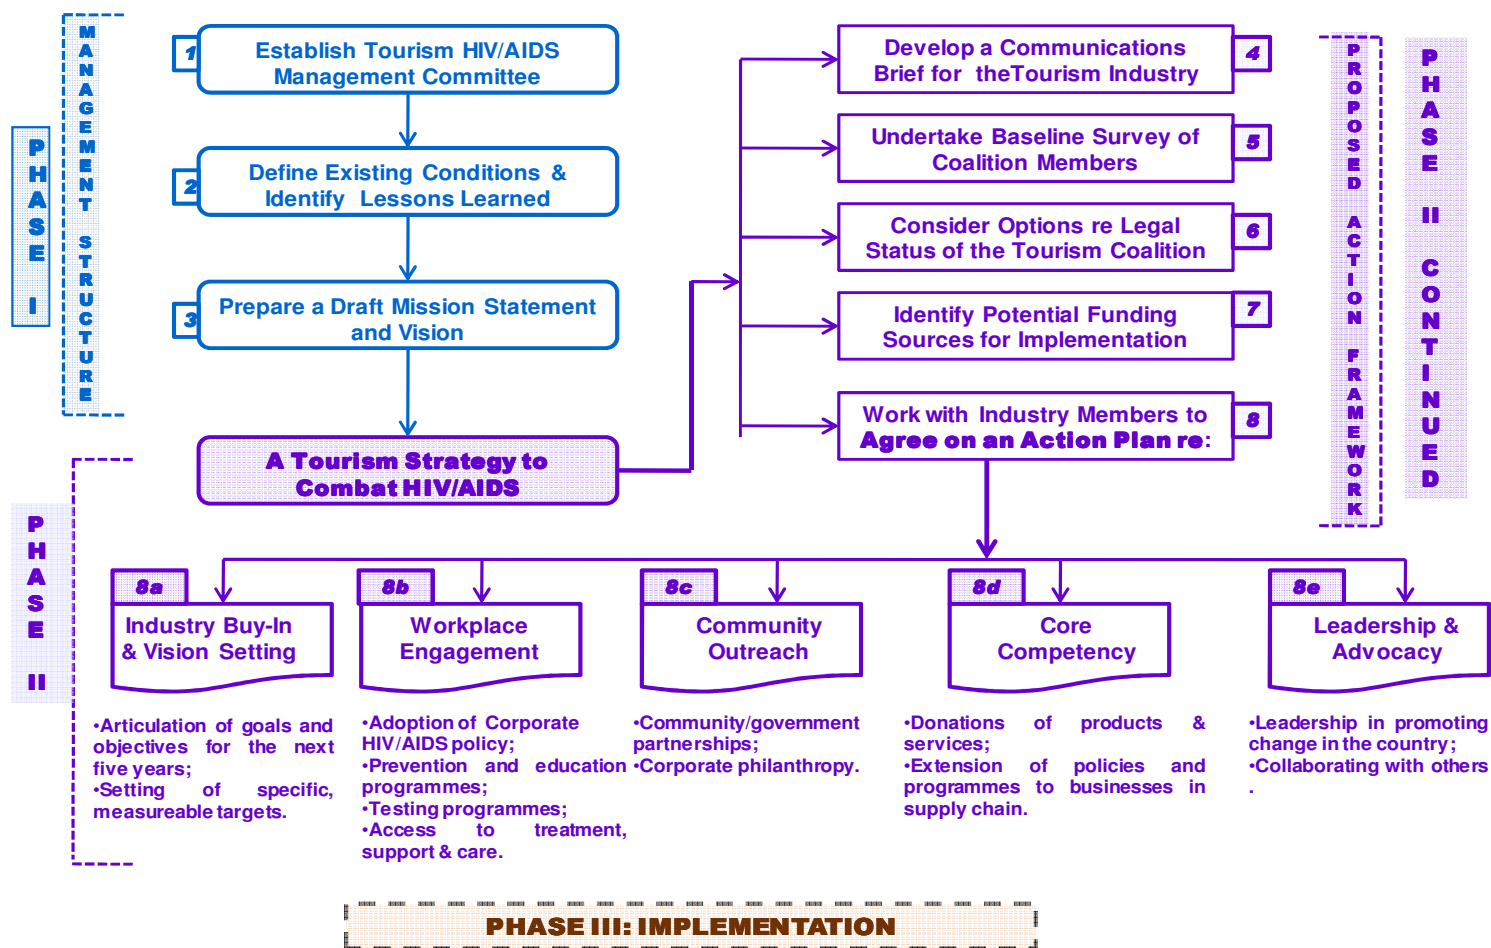 PHASE I
MANAGEMENT STRUCTURE
1
Establish Tourism HIV/AIDS
Management Committee
2
Define Existing Conditions &
Identify Lessons Learned
3
Prepare a Draft Mission Statement
and Vision
A Tourism Strategy to
Combat HIV/AIDS
Develop a Communications
Brief for theTourism Industry
4
Undertake Baseline Survey of
Coalition Members
5
Consider Options re Legal
Status of the Tourism Coalition
6
Identify Potential Funding
Sources for Implementation
7
Work with Industry Members to
Agree on an Action Plan re:
8
PROPOSED ACTION FRAMEWORK
PHASE II CONTINUED
PHASE II
8a
Industry Buy-In
& Vision Setting
•Articulation of goals and
objectives for the next
five years;
•Setting of specific,
measureable targets.
8b
Workplace
Engagement
•Adoption of Corporate
HIV/AIDS policy;
•Prevention and education
programmes;
•Testing programmes;
•Access to treatment,
support & care.
8c
Community
Outreach
•Community/government
partnerships;
•Corporate philanthropy.
8d
Core
Competency
•Donations of products &
services;
•Extension of policies and
programmes to businesses in
supply chain.
8e
Leadership &
Advocacy
•Leadership in promoting
change in the country;
•Collaborating with others
.
PHASE III: IMPLEMENTATION